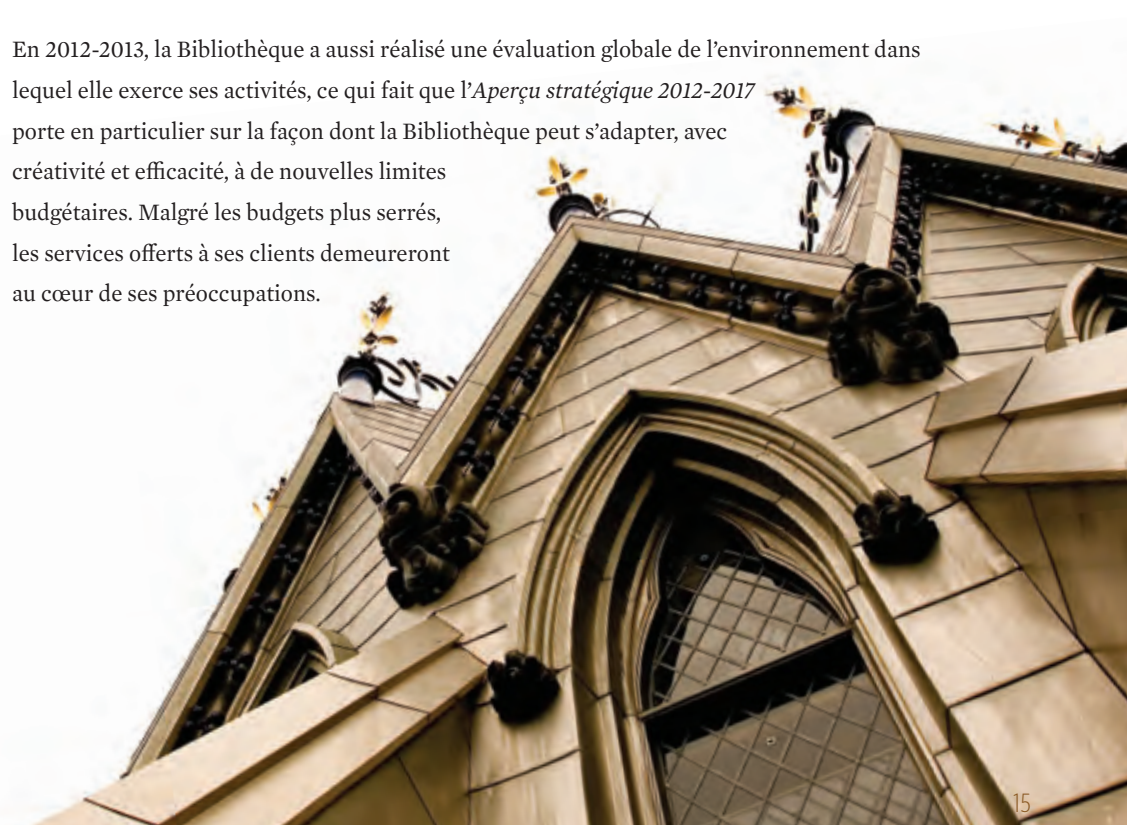 En 2012-2013, la Bibliothèque a aussi réalisé une évaluation globale de l’environnement dans
lequel elle exerce ses activités, ce qui fait que l’Aperçu stratégique 2012-2017
porte en particulier sur la façon dont la Bibliothèque peut s’adapter, avec
créativité et efficacité, à de nouvelles limites
budgétaires. Malgré les budgets plus serrés,
les services offerts à ses clients demeureront
au cœur de ses préoccupations.
15